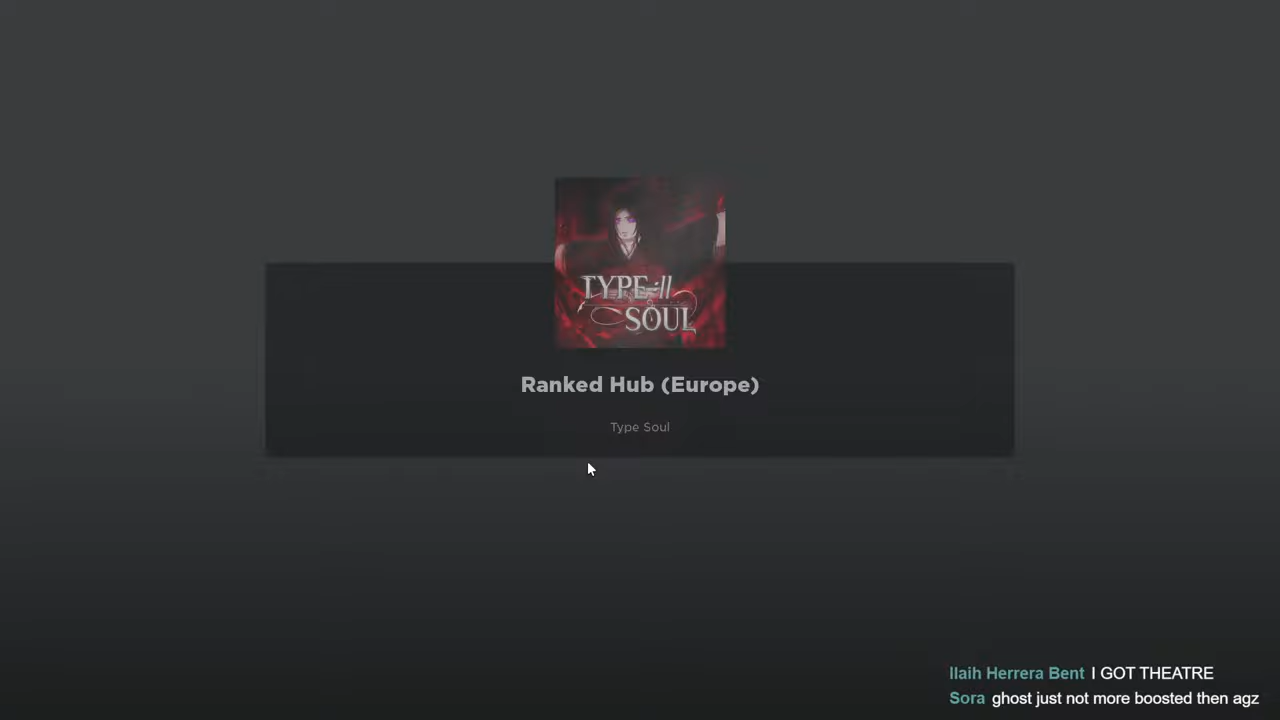 TYPE://
SOUL
Ranked Hub (Europe)
Type Soul
Ilaih Herrera Bent I GOT THEATRE
Sora ghost just not more boosted then agz